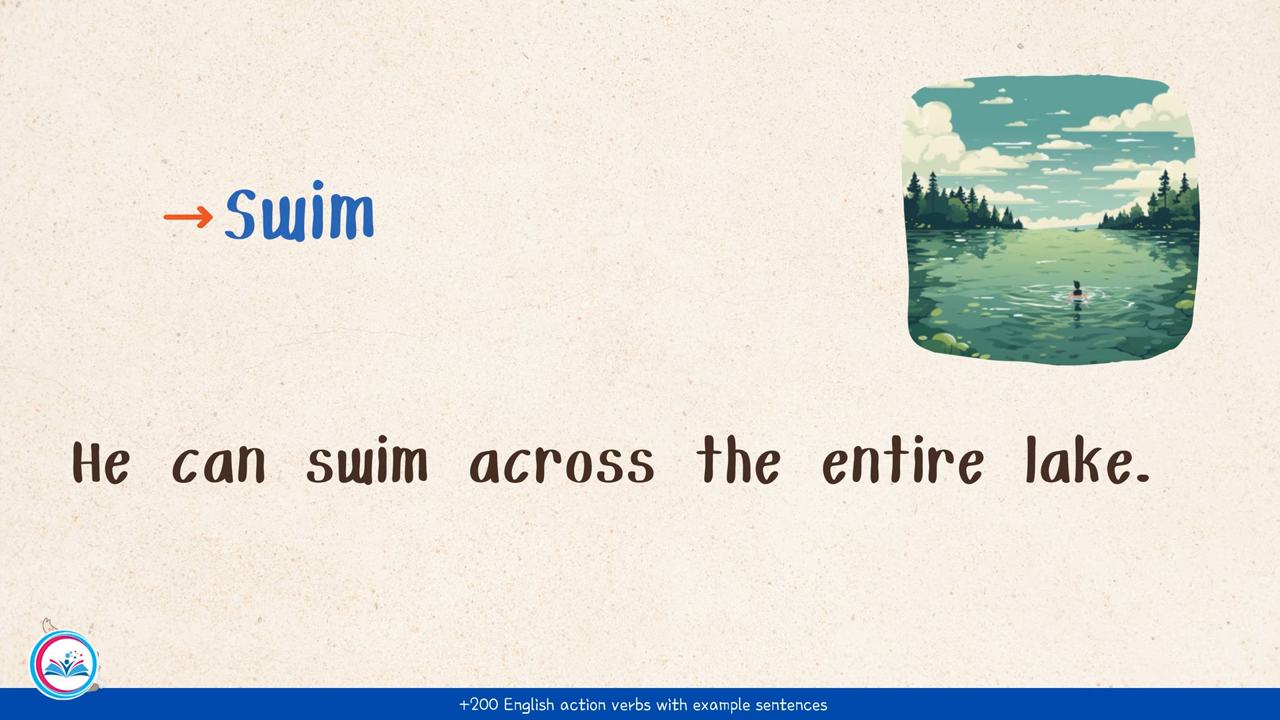 → Swim
He can swim across the entire lake.
+200 English action verbs with example sentences